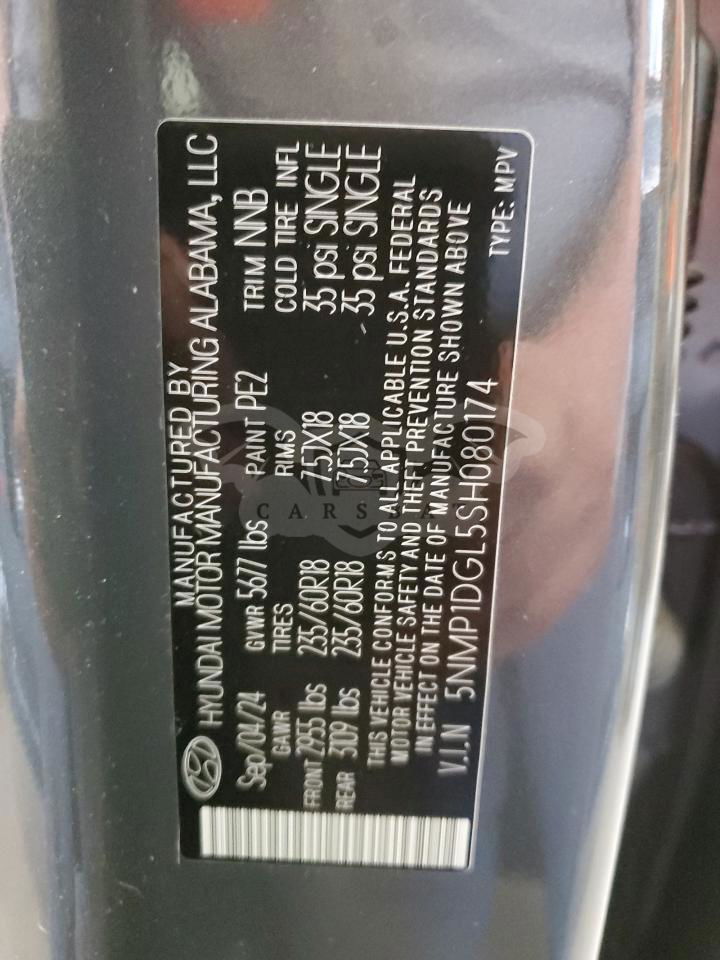 MANUFACTURED BY
HYUNDAI MOTOR MANUFACTURING ALABAMA, LLC
Sep/04/24 GVWR 5677 lbs PAINT PE2 TRIM NNB
GAWR TIRES RIMS COLD TIRE INFL
FRONT 2955 lbs 235/60R18 7.5JX18 35 psi SINGLE
REAR 3109 lbs 235/60R18 7.5JX18 35 psi SINGLE
THIS VEHICLE CONFORMS TO ALL APPLICABLE U.S.A. FEDERAL
MOTOR VEHICLE SAFETY AND THEFT PREVENTION STANDARDS
IN EFFECT ON THE DATE OF MANUFACTURE SHOWN ABOVE
V.I.N 5NMP1DGL5SH080174
TYPE: MPV